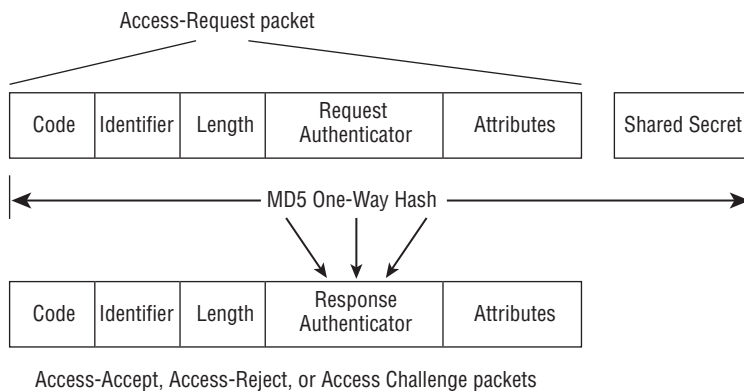 Access-Request packet
Code Identifier Length Request Authenticator Attributes Shared Secret
MD5 One-Way Hash
Code Identifier Length Response Authenticator Attributes
Access-Accept, Access-Reject, or Access Challenge packets